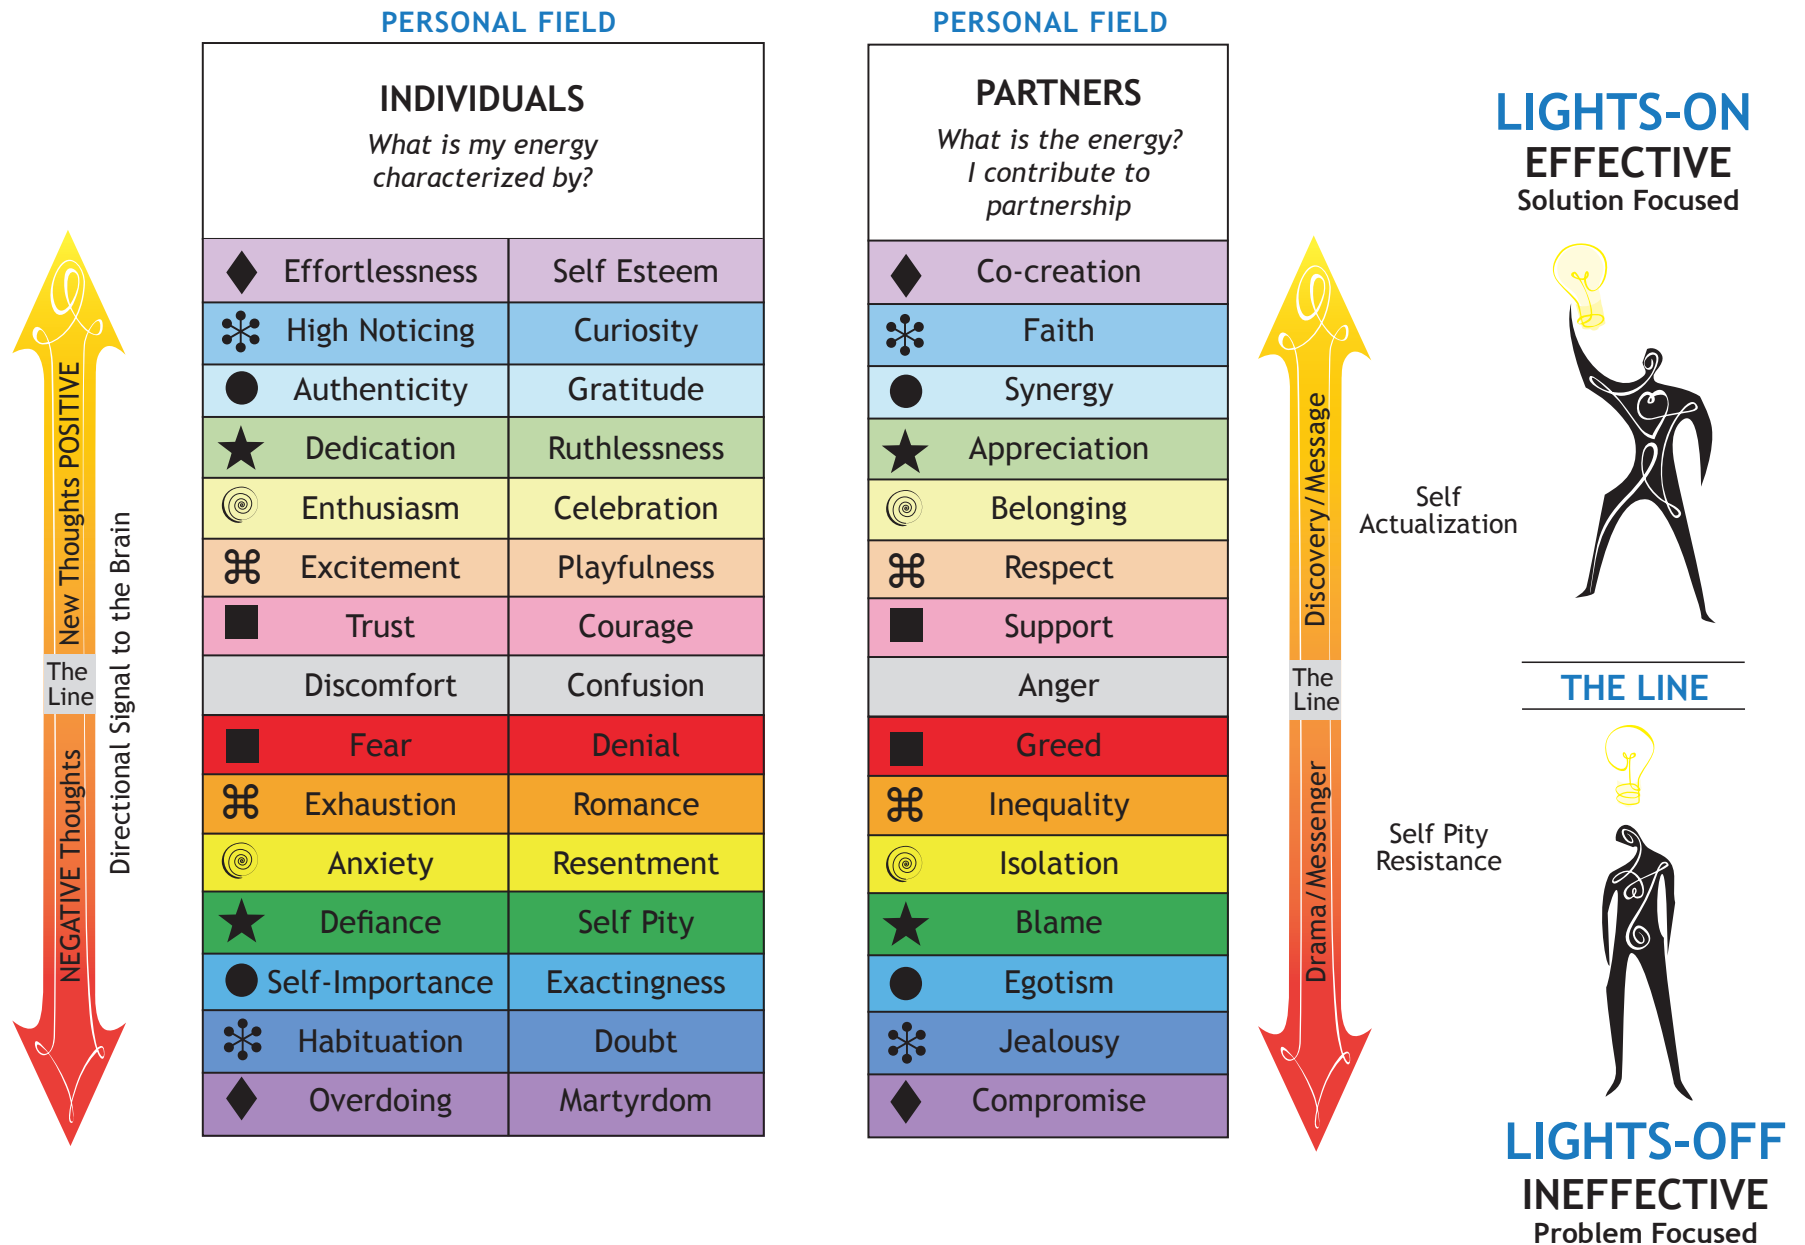 PERSONAL FIELD
INDIVIDUALS
What is my energy
characterized by?
Effortlessness Self Esteem
High Noticing Curiosity
Authenticity Gratitude
Dedication Ruthlessness
Enthusiasm Celebration
Excitement Playfulness
Trust Courage
Discomfort Confusion
Fear Denial
Exhaustion Romance
Anxiety Resentment
Defiance Self Pity
Self-Importance Exactingness
Habituation Doubt
Overdoing Martyrdom
New Thoughts POSITIVE
The
Line
NEGATIVE Thoughts
Directional Signal to the Brain
PERSONAL FIELD
PARTNERS
What is the energy?
I contribute to
partnership
Co-creation
Faith
Synergy
Appreciation
Belonging
Respect
Support
Anger
Greed
Inequality
Isolation
Blame
Egotism
Jealousy
Compromise
Discovery/Message
The
Line
Drama/Messenger
LIGHTS-ON
EFFECTIVE
Solution Focused
Self
Actualization
THE LINE
Self Pity
Resistance
LIGHTS-OFF
INEFFECTIVE
Problem Focused